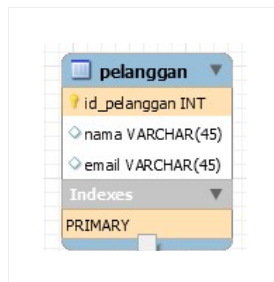 pelanggan
id_pelanggan INT
nama VARCHAR(45)
email VARCHAR(45)
Indexes
PRIMARY